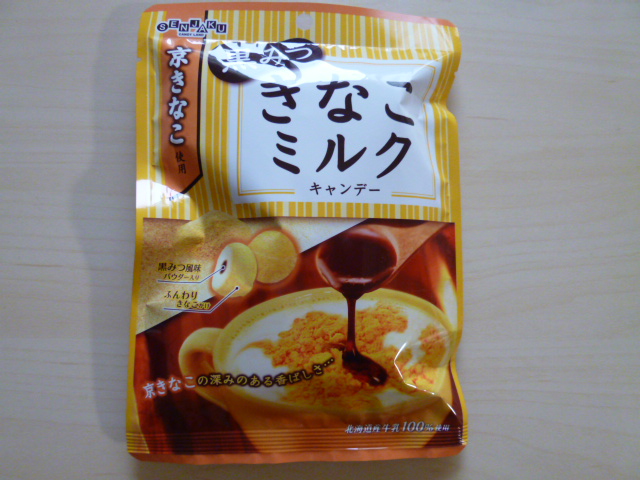 SENJAKU
京きなこ
使用
黒みつ
きなこ
ミルク
キャンデー
黒みつ風味
パウダー入り
ふんわり
京きなこの深みのある香ばしさ…
北海道産牛乳100%使用